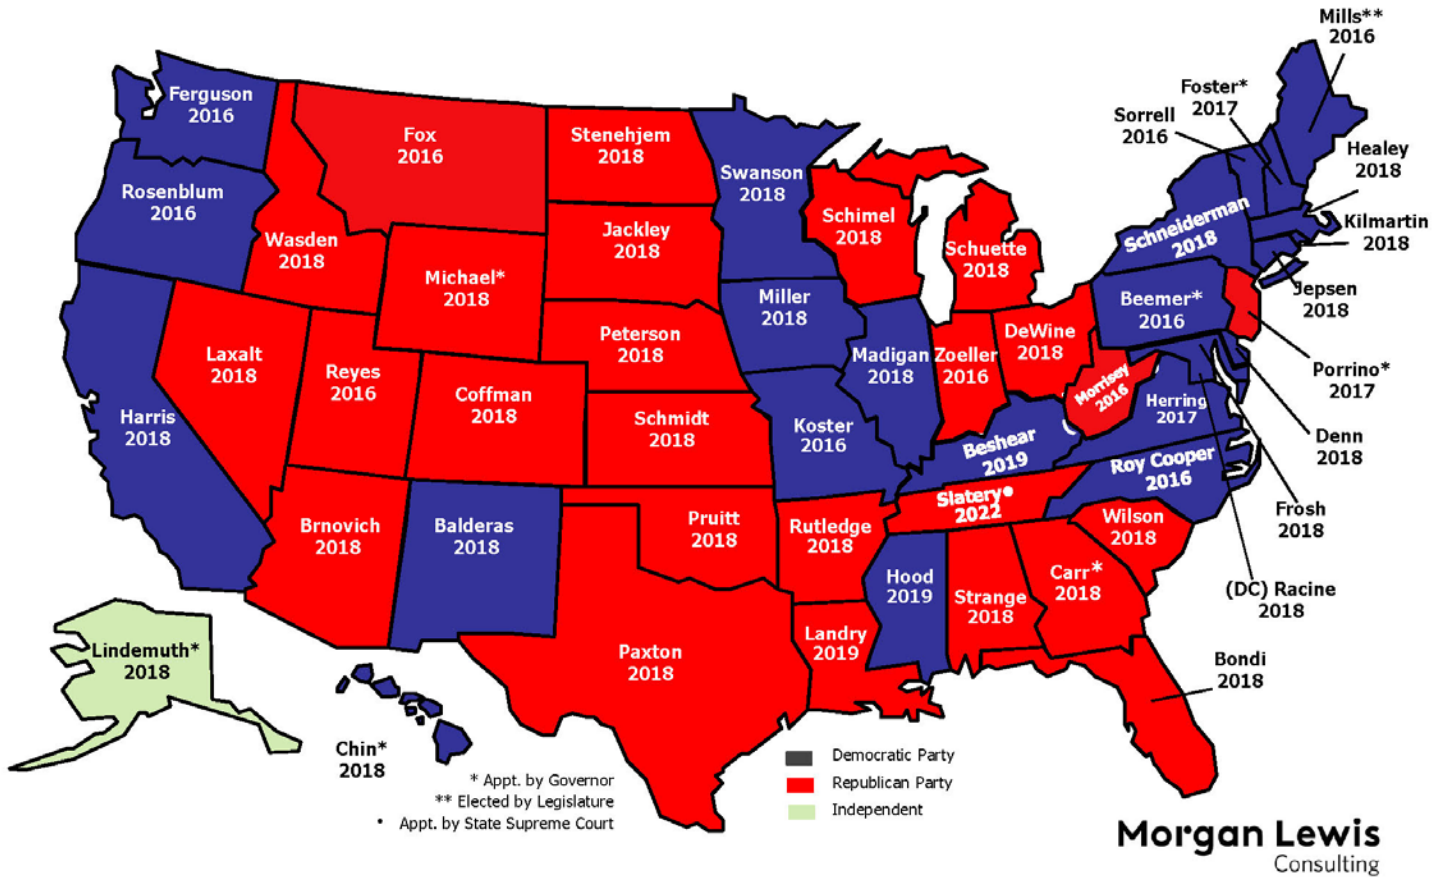 Mills**
2016
Foster*
2017
Sorrell
2016
Healey
2018
Kilmartin
2018
Ferguson
2016
Fox
2016
Stenehjem
2018
Swanson
2018
Rosenblum
2016
Wasden
2018
Jackley
2018
Schimel
2018
Schuette
2018
Schneiderman
2018
Michael*
2018
Miller
2018
Beemer*
2016
Jepsen
2018
Laxalt
2018
Reyes
2016
Peterson
2018
Madigan
2018
Zoeller
2016
DeWine
2018
Morrisey
2016
Porrino*
2017
Harris
2018
Coffman
2018
Schmidt
2018
Koster
2016
Beshear
2019
Herring
2017
Denn
2018
Roy Cooper
2016
Slatery•
2022
Frosh
2018
Brnovich
2018
Balderas
2018
Pruitt
2018
Rutledge
2018
Wilson
2018
Hood
2019
Strange
2018
Carr*
2018
(DC) Racine
2018
Lindemuth*
2018
Paxton
2018
Landry
2019
Bondi
2018
Chin*
2018
* Appt. by Governor
** Elected by Legislature
• Appt. by State Supreme Court
Democratic Party
Republican Party
Independent
Morgan Lewis
Consulting